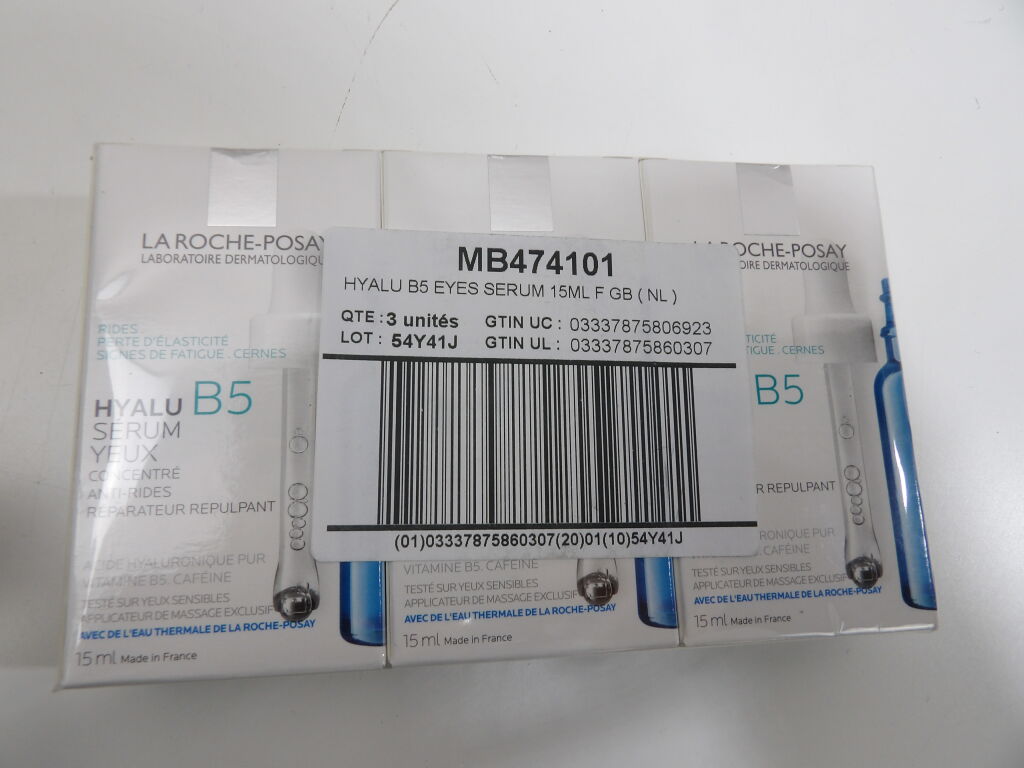 LA ROCHE-POSAY
LABORATOIRE DERMATOLOGIQU
RIDES.
PERTE D'ÉLASTICITÉ
SIGNES DE FATIGUE . CERNES
HYALU B5
SERUM
YEUX
CONCENTRÉ
ANTI-RIDES
RÉPARATEUR REPULPANT
ACIDE HYALURONIQUE PUR
VITAMINE B5. CAFÉINE
TESTÉ SUR YEUX SENSIBLES
APPLICATEUR DE MASSAGE EXCLUSIF
AVEC DE L'EAU THERMALE DE LA ROCHE-POSAY
15 ml Made in France
MB474101
HYALU B5 EYES SERUM 15ML F GB ( NL )
QTE : 3 unités GTIN UC : 03337875806923
LOT : 54Y41J GTIN UL : 03337875860307
(01)03337875860307(20)01(10)54Y41J
VITAMINE B5. CAFÉINE
TESTÉ SUR YEUX SENSIBLES
APPLICATEUR DE MASSAGE EXCLUSIF
AVEC DE L'EAU THERMALE DE LA ROCHE-POSAY
15 ml Made in France
LA ROCHE-POSAY
OIRE DERMATOLOGIQUE
TICITÉ
TIGUE . CERNES
B5
R REPULPANT
RONIQUE PUR
CAFÉINE
TESTÉ SUR YEUX SENSIBLES
APPLICATEUR DE MASSAGE EXCLUSIF
AVEC DE L'EAU THERMALE DE LA ROCHE-POSAY
15 ml Made in France